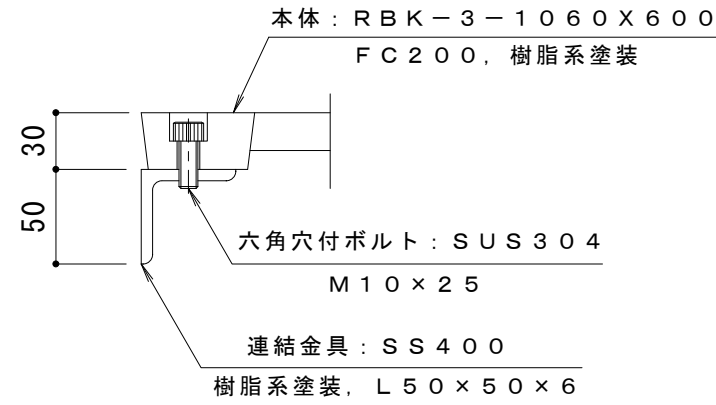 本体：ＲＢＫ－３－１０６０Ｘ６００
ＦＣ２００，樹脂系塗装
30
50
六角穴付ボルト：ＳＵＳ３０４
Ｍ１０×２５
連結金具：ＳＳ４００
樹脂系塗装，Ｌ５０×５０×６